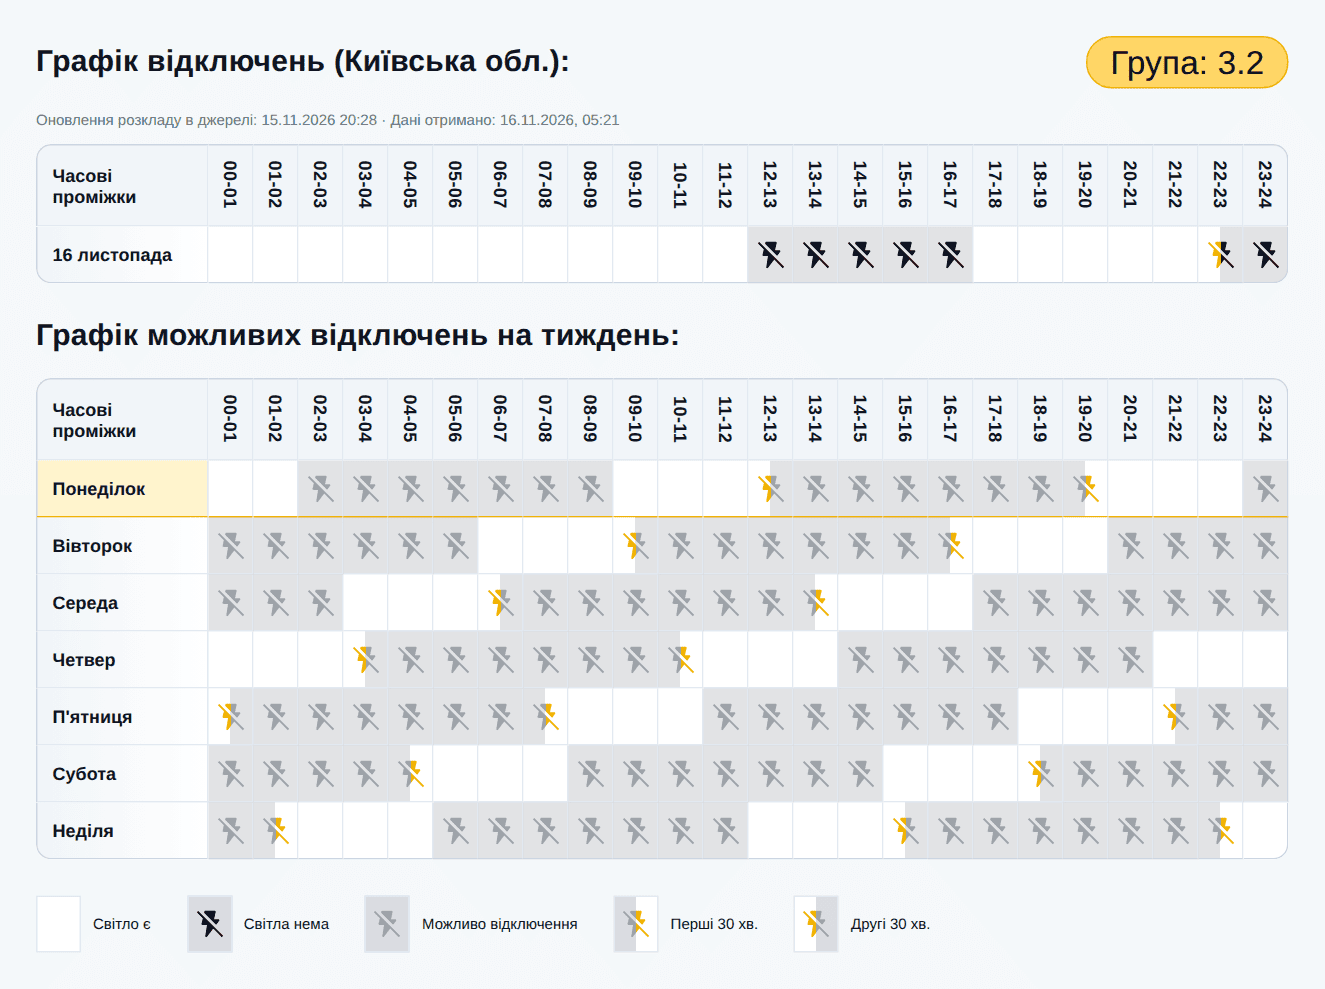 Графік відключень (Київська обл.):
Група: 3.2
Оновлення розкладу в джерелі: 15.11.2026 20:28 · Дані отримано: 16.11.2026, 05:21
Часові проміжки 00-01 01-02 02-03 03-04 04-05 05-06 06-07 07-08 08-09 09-10 10-11 11-12 12-13 13-14 14-15 15-16 16-17 17-18 18-19 19-20 20-21 21-22 22-23 23-24
16 листопада
Графік можливих відключень на тиждень:
Часові проміжки 00-01 01-02 02-03 03-04 04-05 05-06 06-07 07-08 08-09 09-10 10-11 11-12 12-13 13-14 14-15 15-16 16-17 17-18 18-19 19-20 20-21 21-22 22-23 23-24
Понеділок
Вівторок
Середа
Четвер
П'ятниця
Субота
Неділя
Світло є Світла нема Можливо відключення Перші 30 хв. Другі 30 хв.